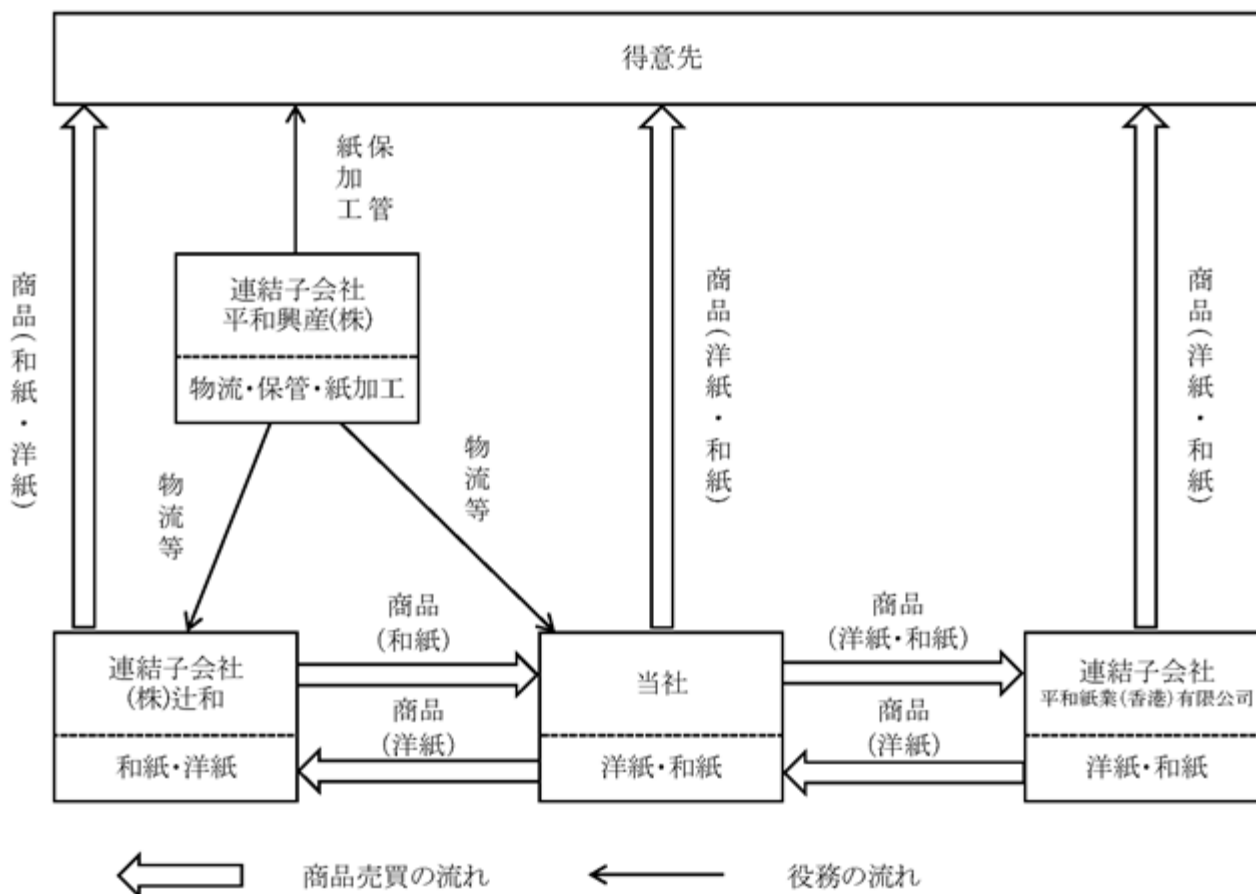 得意先
紙加工
保管
連結子会社
平和興産(株)
物流・保管・紙加工
商品(和紙・洋紙)
物流等
物流等
商品(洋紙・和紙)
商品(洋紙・和紙)
連結子会社
(株)辻和
和紙・洋紙
商品
(和紙)
商品
(洋紙)
当社
洋紙・和紙
商品
(洋紙・和紙)
商品
(洋紙)
連結子会社
平和紙業(香港)有限公司
洋紙・和紙
商品売買の流れ
役務の流れ